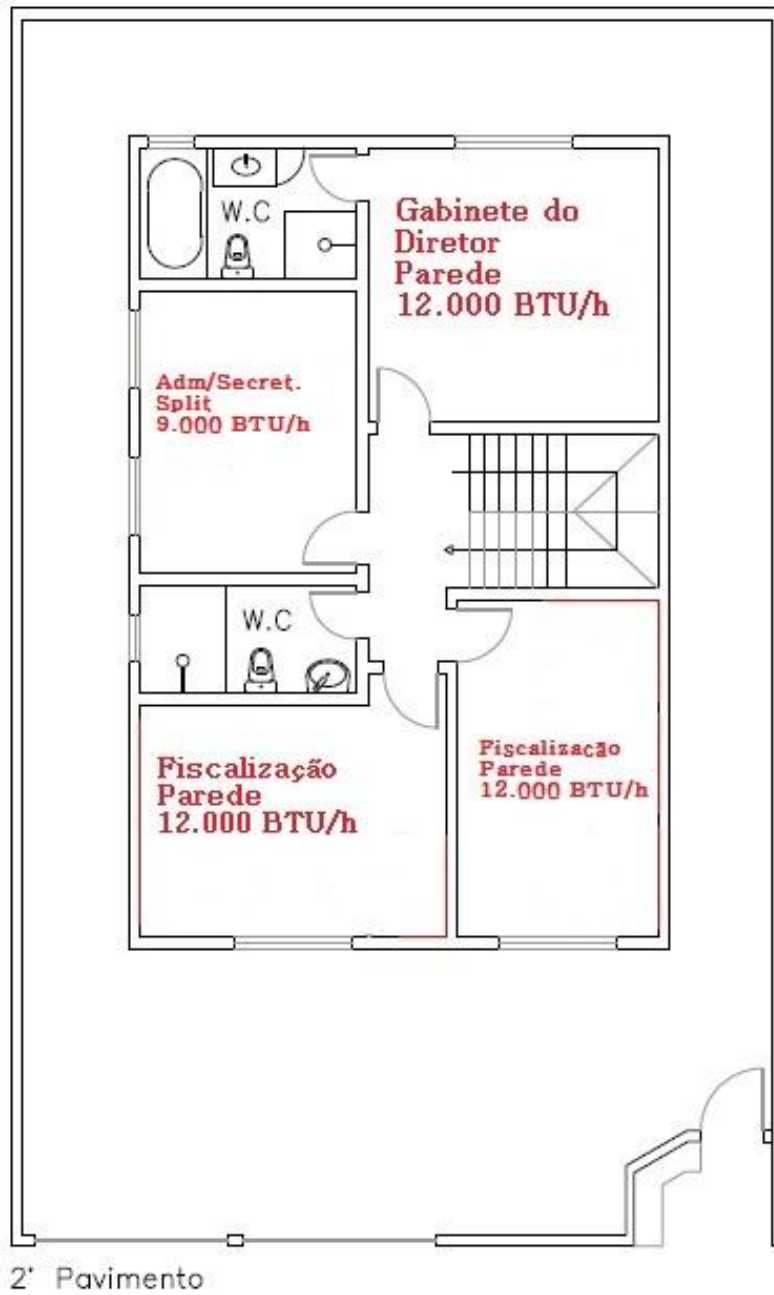 W.C
Gabinete do
Diretor
Parede
12.000 BTU/h
Adm/Secret.
Split
9.000 BTU/h
W.C
Fiscalização
Parede
12.000 BTU/h
Fiscalização
Parede
12.000 BTU/h
2° Pavimento